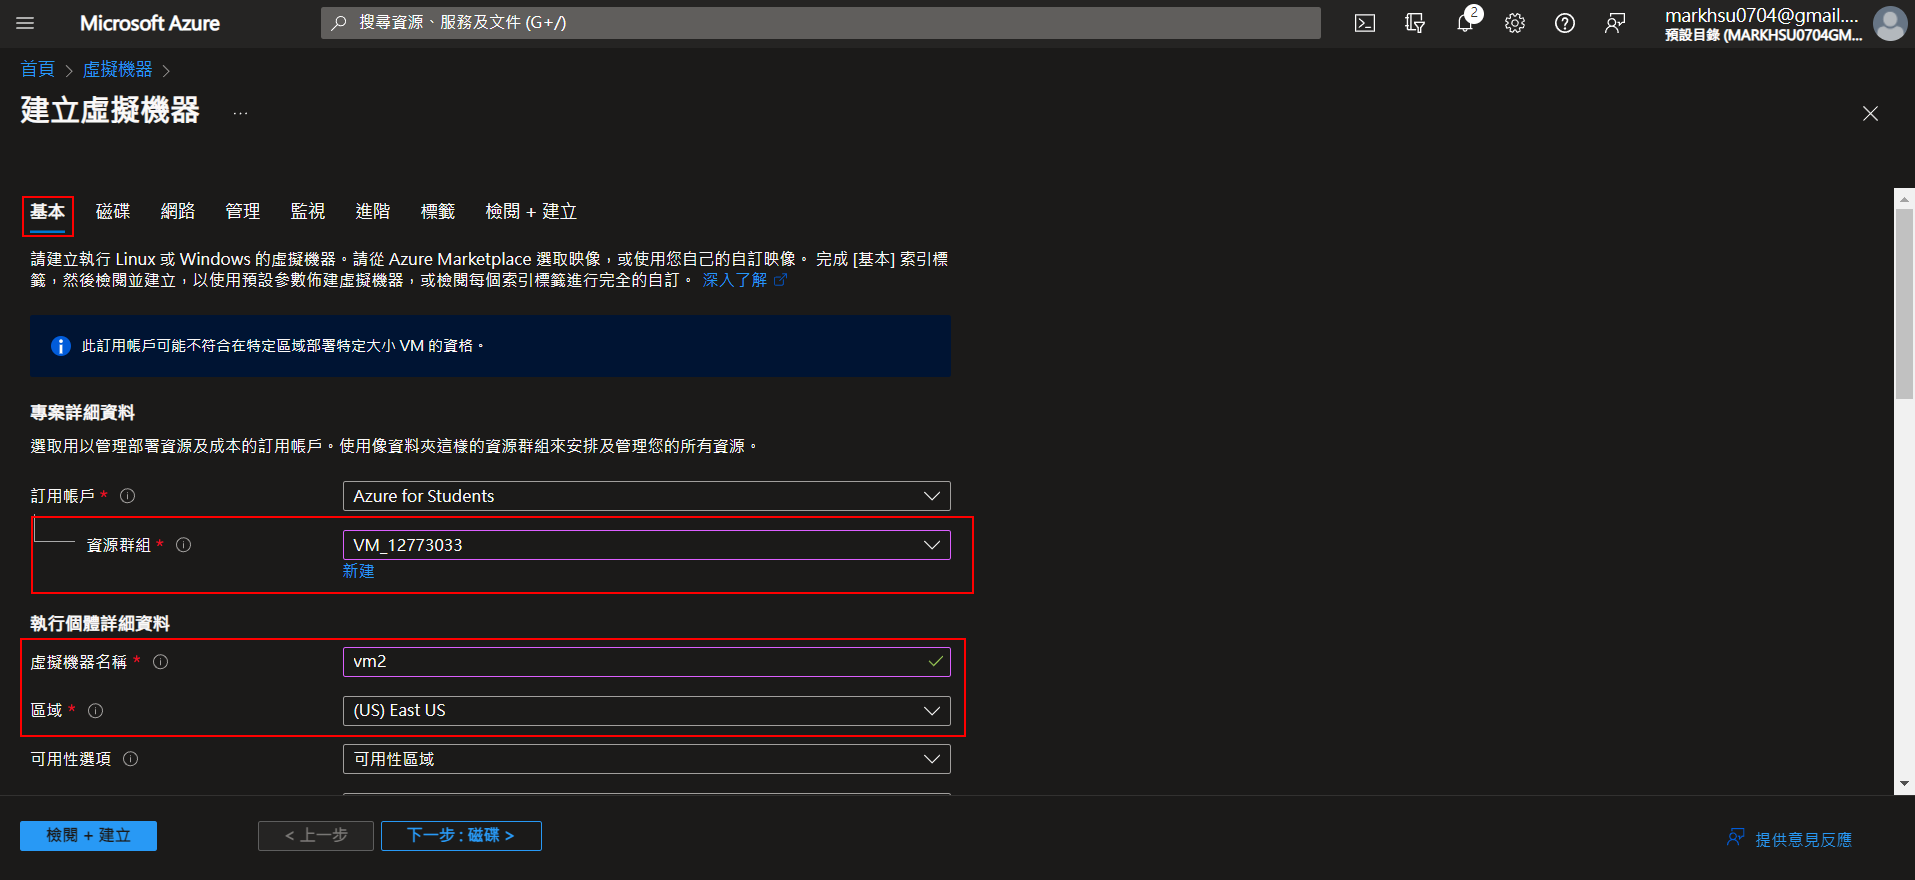 Microsoft Azure
搜尋資源、服務及文件 (G+/)
2
markhsu0704@gmail....
預設目錄 (MARKHSU0704GM...
首頁 > 虛擬機器 >
建立虛擬機器 ...
基本 磁碟 網路 管理 監視 進階 標籤 檢閱 + 建立
請建立執行 Linux 或 Windows 的虛擬機器。請從 Azure Marketplace 選取映像，或使用您自己的自訂映像。 完成 [基本] 索引標
籤，然後檢閱並建立，以使用預設參數佈建虛擬機器，或檢閱每個索引標籤進行完全的自訂。 深入了解
此訂用帳戶可能不符合在特定區域部署特定大小 VM 的資格。
專案詳細資料
選取用以管理部署資源及成本的訂用帳戶。使用像資料夾這樣的資源群組來安排及管理您的所有資源。
訂用帳戶 * Azure for Students
資源群組 * VM_12773033
新建
執行個體詳細資料
虛擬機器名稱 * vm2
區域 * (US) East US
可用性選項 可用性區域
檢閱 + 建立 < 上一步 下一步 : 磁碟 > 提供意見反應